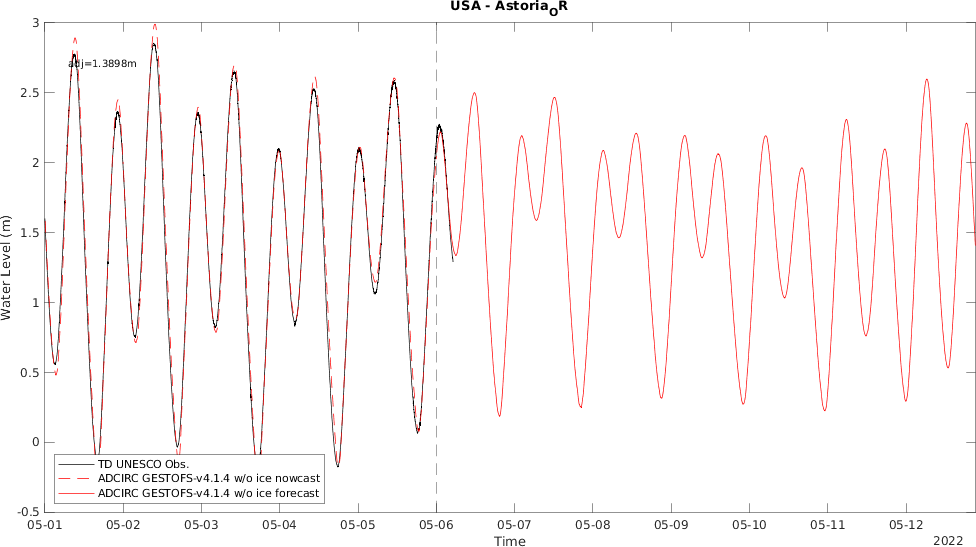 USA - Astoria_OR
3
2.5
2
1.5
1
0.5
0
-0.5
Water Level (m)
adj=1.3898m
TD UNESCO Obs.
ADCIRC GESTOFS-v4.1.4 w/o ice nowcast
ADCIRC GESTOFS-v4.1.4 w/o ice forecast
05-01 05-02 05-03 05-04 05-05 05-06 05-07 05-08 05-09 05-10 05-11 05-12
Time
2022